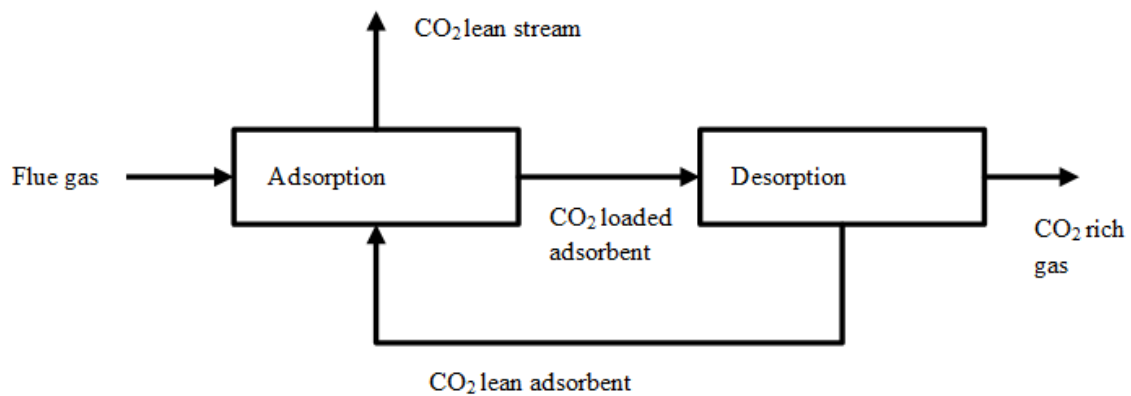 CO₂ lean stream
Flue gas
Adsorption
Desorption
CO₂ loaded
adsorbent
CO₂ rich
gas
CO₂ lean adsorbent